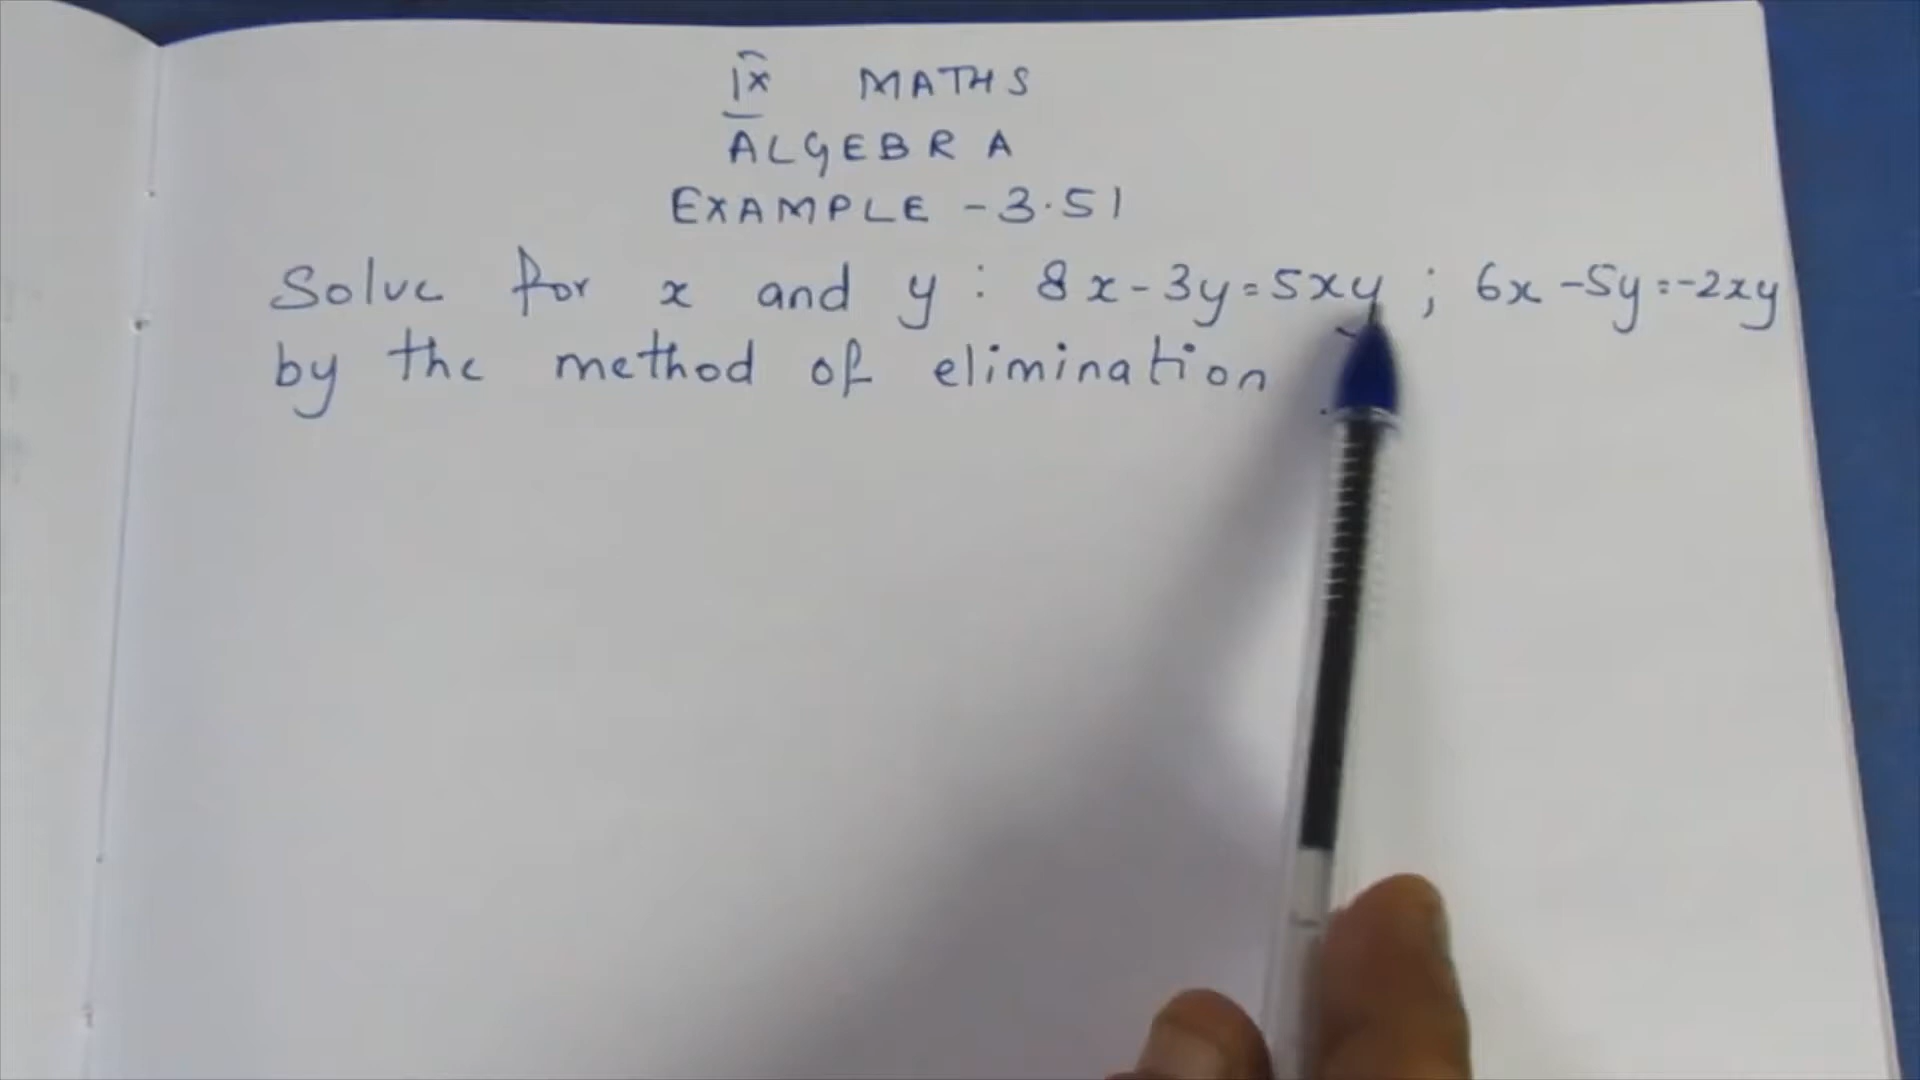 IX MATHS
ALGEBRA
EXAMPLE - 3.51
Solve for x and y : 8x - 3y = 5xy ; 6x - 5y = -2xy
by the method of elimination